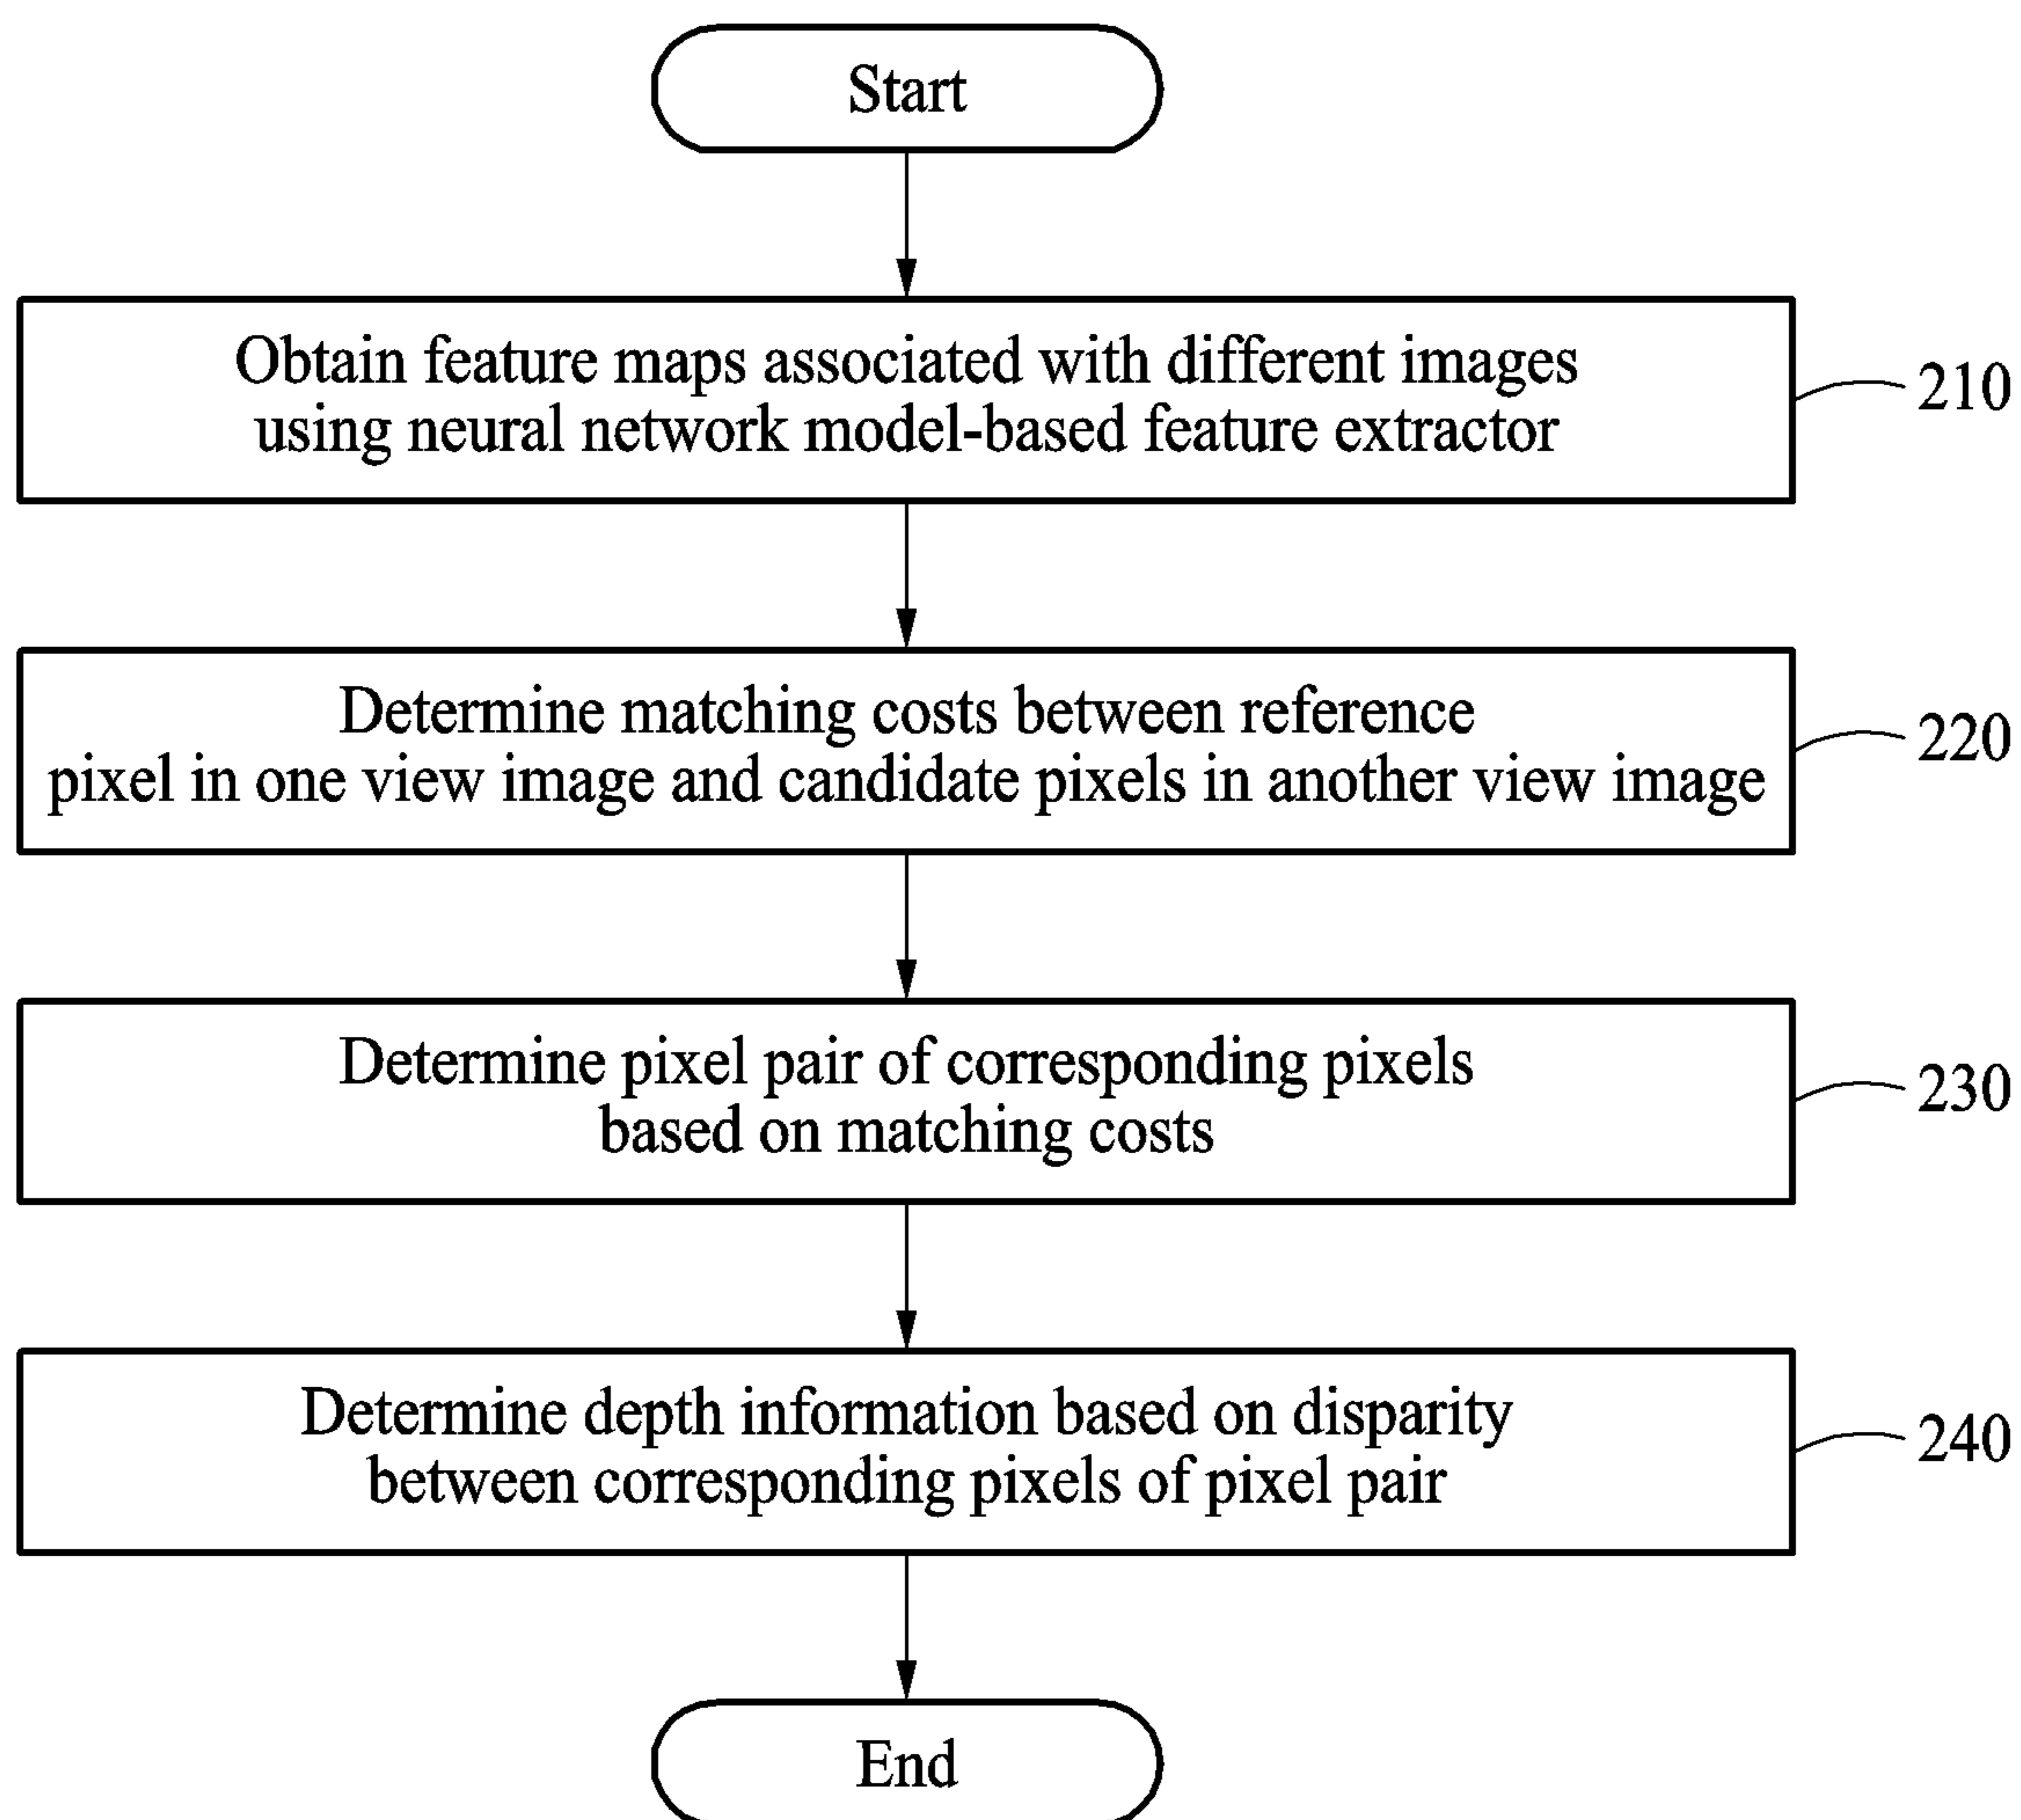 Start
Obtain feature maps associated with different images
using neural network model-based feature extractor
210
Determine matching costs between reference
pixel in one view image and candidate pixels in another view image
220
Determine pixel pair of corresponding pixels
based on matching costs
230
Determine depth information based on disparity
between corresponding pixels of pixel pair
240
End